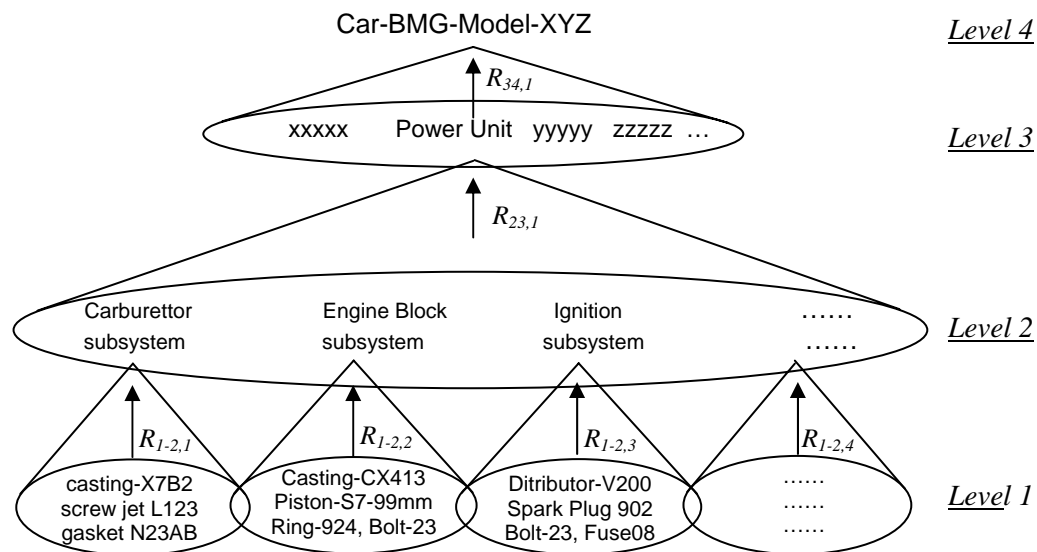 Car-BMG-Model-XYZ
Level 4
R34,1
xxxxx Power Unit yyyyy zzzzz ...
Level 3
R23,1
Carburettor subsystem
Engine Block subsystem
Ignition subsystem
......
......
Level 2
R1-2,1
R1-2,2
R1-2,3
R1-2,4
casting-X7B2
screw jet L123
gasket N23AB
Casting-CX413
Piston-S7-99mm
Ring-924, Bolt-23
Ditributor-V200
Spark Plug 902
Bolt-23, Fuse08
......
......
......
Level 1